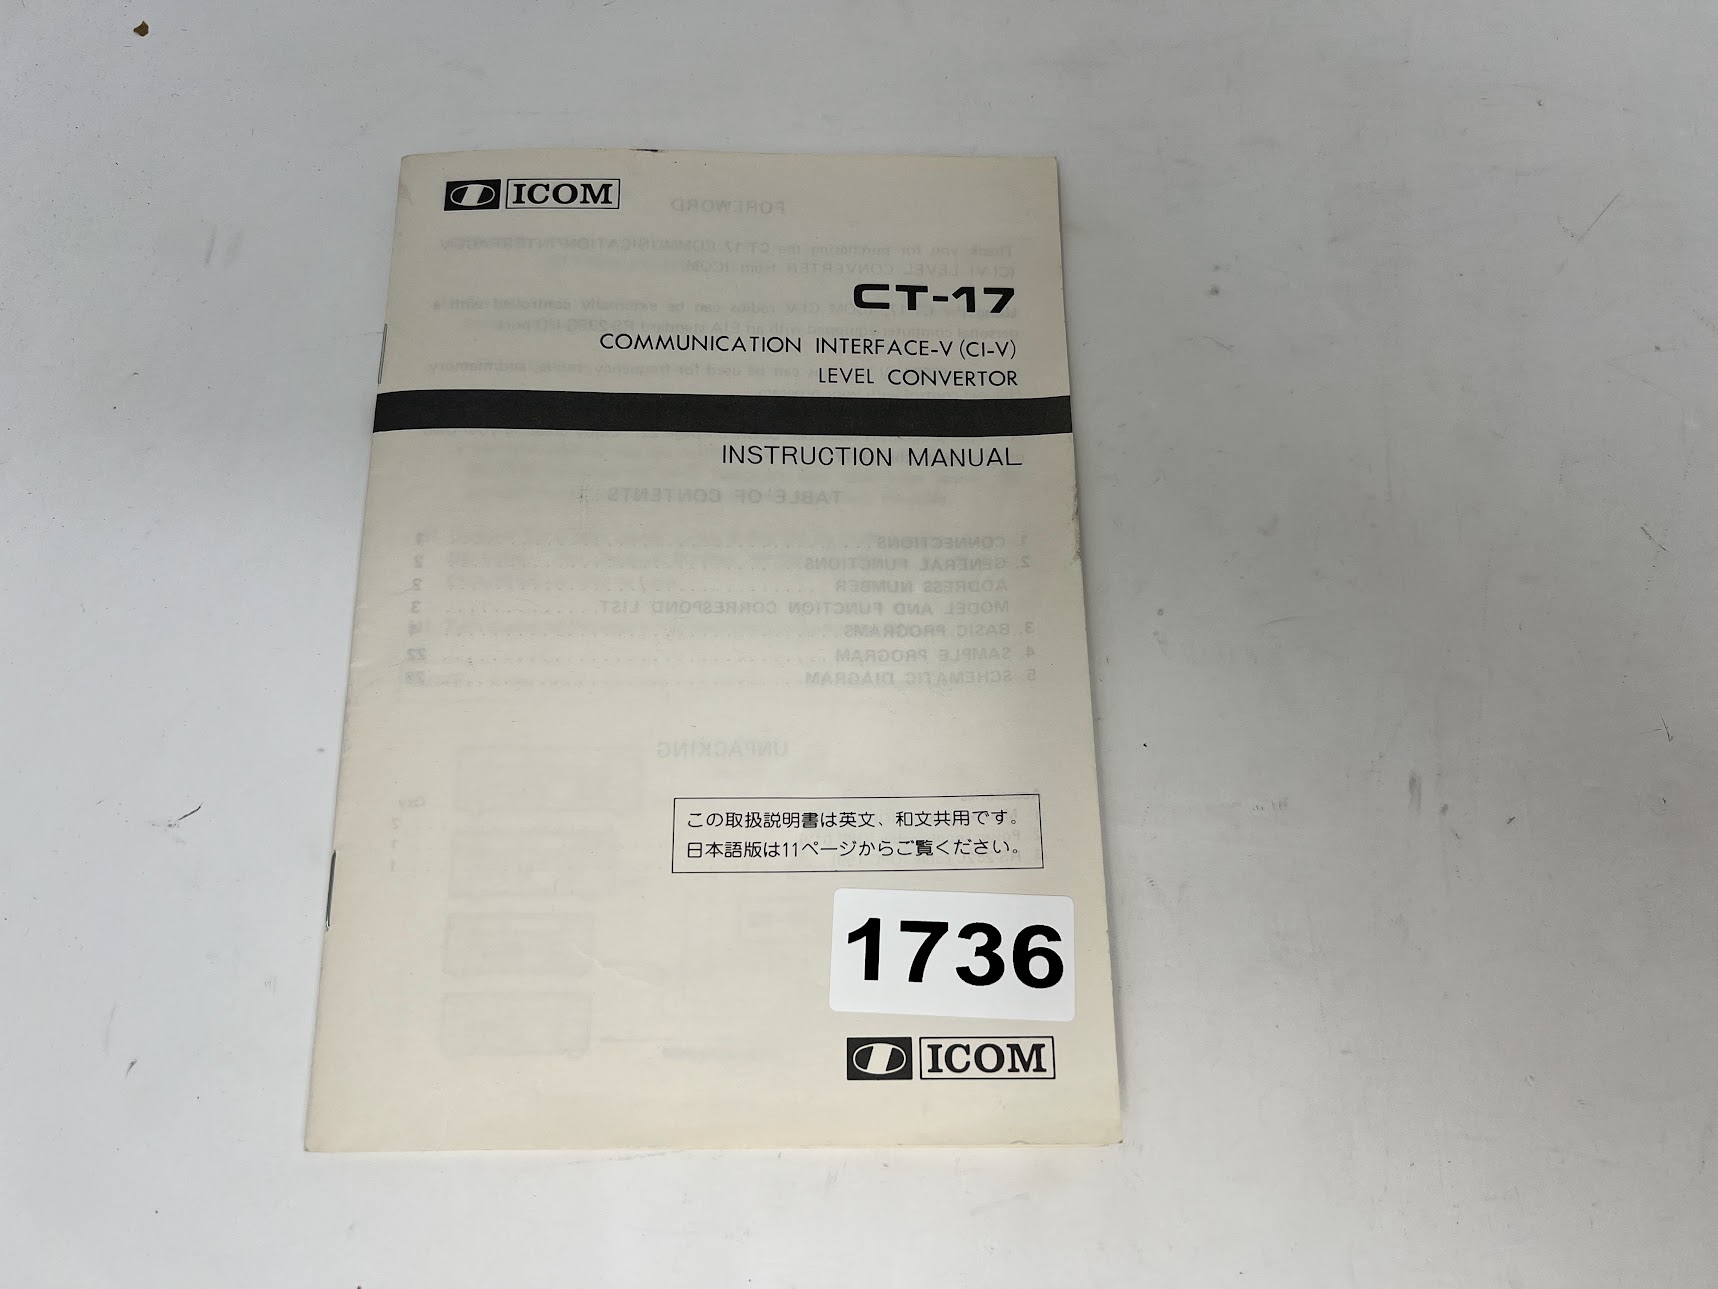 ICOM
CT-17
COMMUNICATION INTERFACE-V (CI-V)
LEVEL CONVERTOR
INSTRUCTION MANUAL
この取扱説明書は英文、和文共用です。
日本語版は11ページからご覧ください。
1736
ICOM